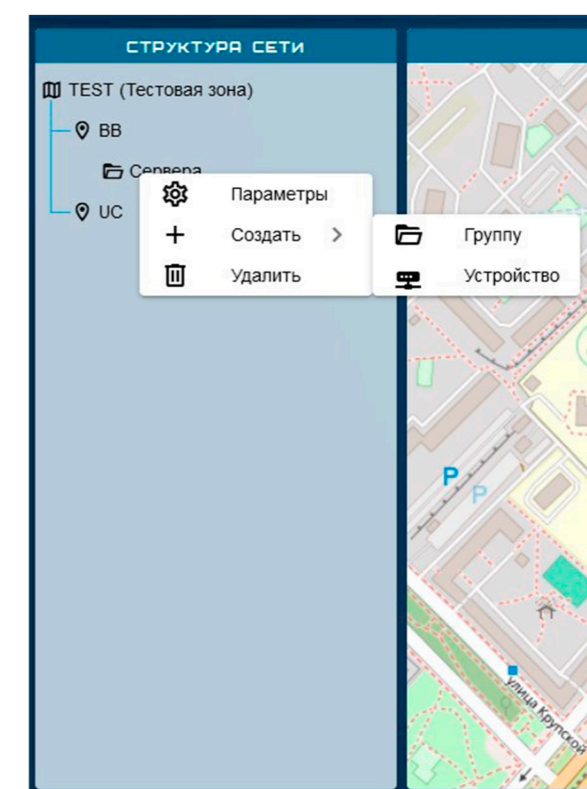 СТРУКТУРА СЕТИ
TEST (Тестовая зона)
BB
Сервера
UC
Параметры
Создать
Удалить
Группу
Устройство
P
P
улица Крупской